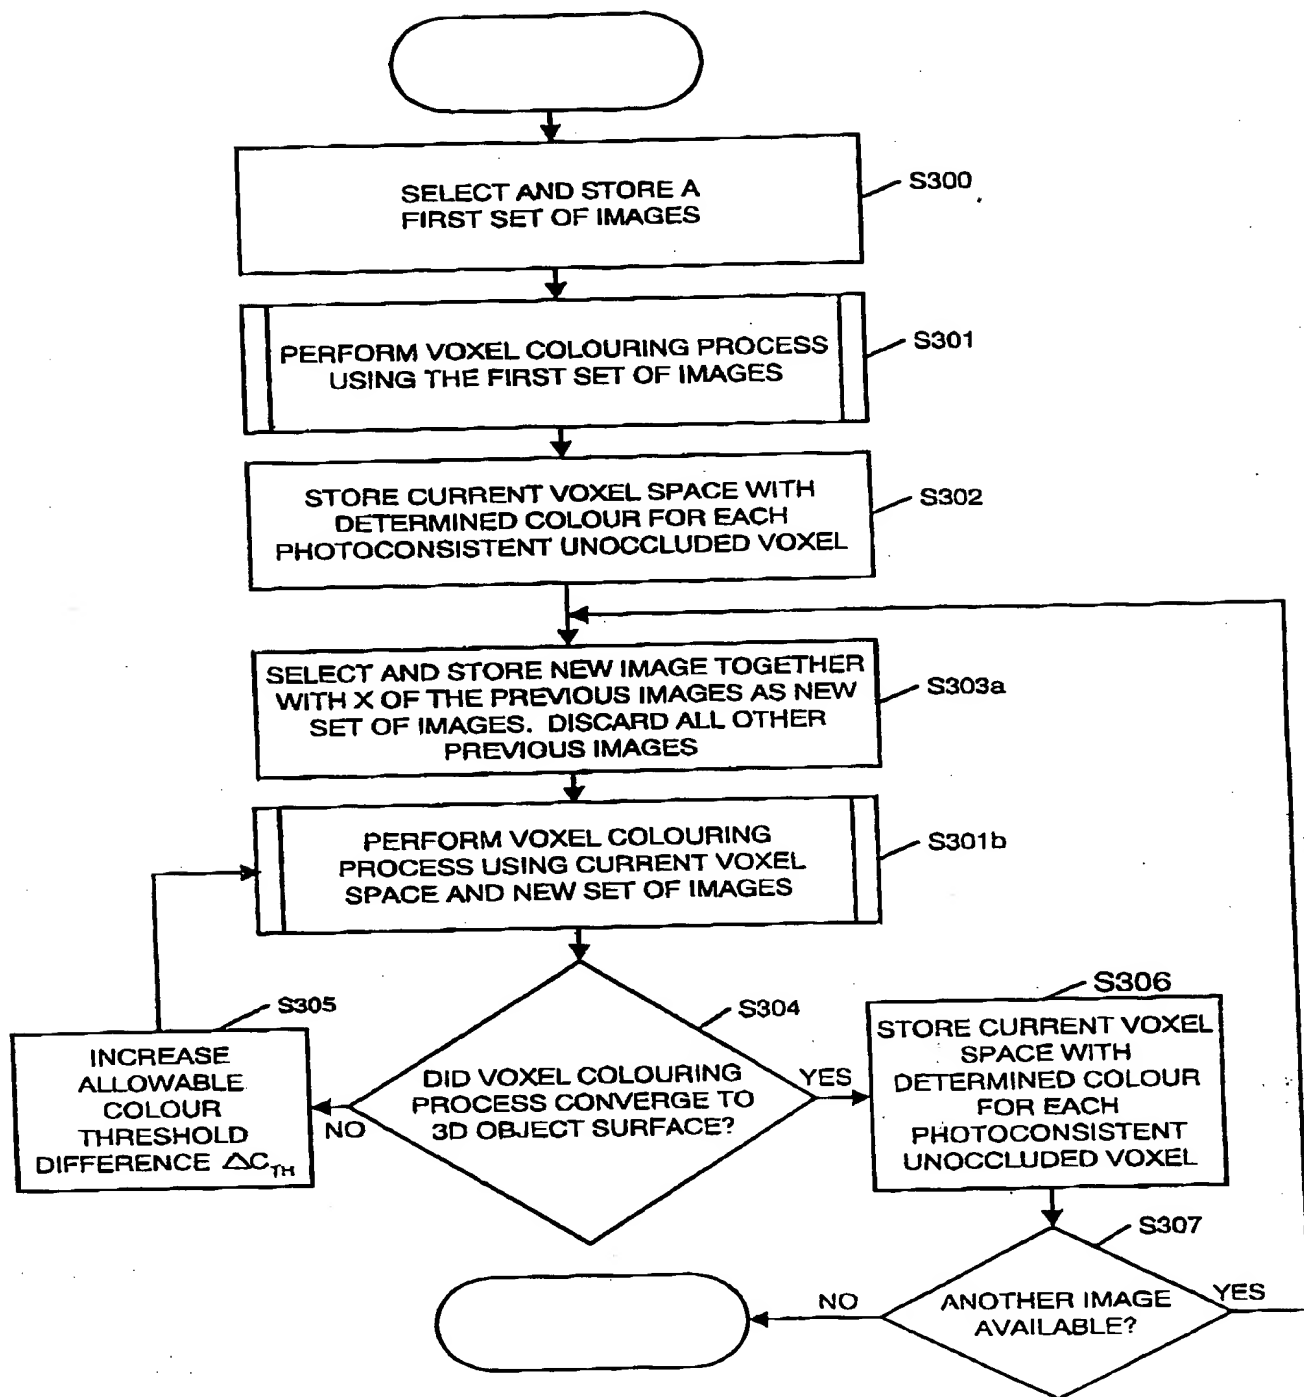 SELECT AND STORE A
FIRST SET OF IMAGES
S300
PERFORM VOXEL COLOURING PROCESS
USING THE FIRST SET OF IMAGES
S301
STORE CURRENT VOXEL SPACE WITH
DETERMINED COLOUR FOR EACH
PHOTOCONSISTENT UNOCCLUDED VOXEL
S302
SELECT AND STORE NEW IMAGE TOGETHER
WITH X OF THE PREVIOUS IMAGES AS NEW
SET OF IMAGES. DISCARD ALL OTHER
PREVIOUS IMAGES
S303a
PERFORM VOXEL COLOURING
PROCESS USING CURRENT VOXEL
SPACE AND NEW SET OF IMAGES
S301b
DID VOXEL COLOURING
PROCESS CONVERGE TO
3D OBJECT SURFACE?
S304
NO
YES
S305
INCREASE
ALLOWABLE
COLOUR
THRESHOLD
DIFFERENCE ΔC_TH
S306
STORE CURRENT VOXEL
SPACE WITH
DETERMINED COLOUR
FOR EACH
PHOTOCONSISTENT
UNOCCLUDED VOXEL
S307
ANOTHER IMAGE
AVAILABLE?
NO
YES